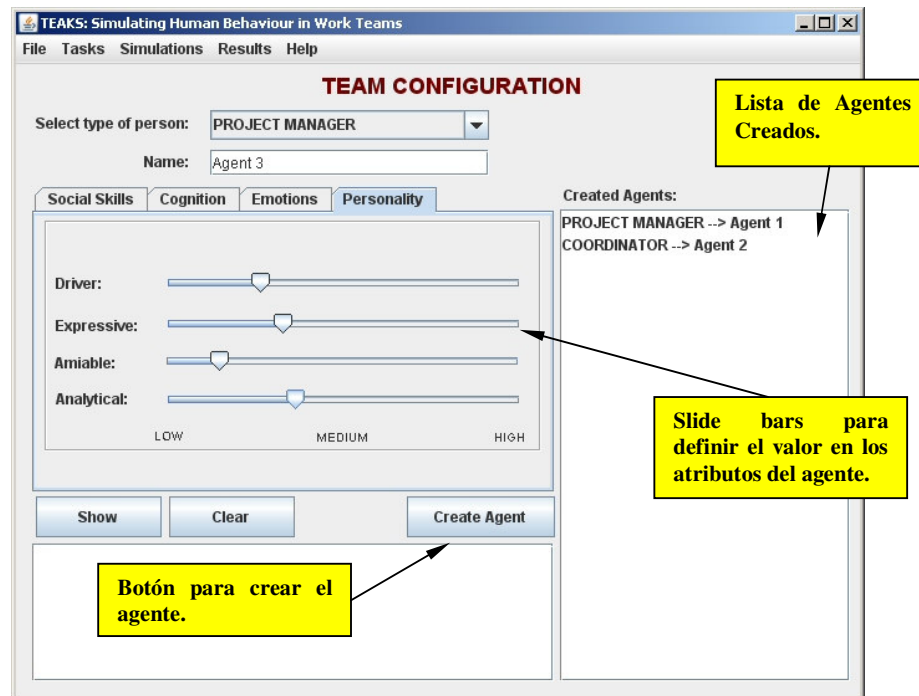 TEAKS: Simulating Human Behaviour in Work Teams
File Tasks Simulations Results Help
TEAM CONFIGURATION
Lista de Agentes
Creados.
Select type of person: PROJECT MANAGER
Name: Agent 3
Social Skills Cognition Emotions Personality
Created Agents:
PROJECT MANAGER --> Agent 1
COORDINATOR --> Agent 2
Driver:
Expressive:
Amiable:
Analytical:
LOW MEDIUM HIGH
Slide bars para
definir el valor en los
atributos del agente.
Show Clear Create Agent
Botón para crear el
agente.